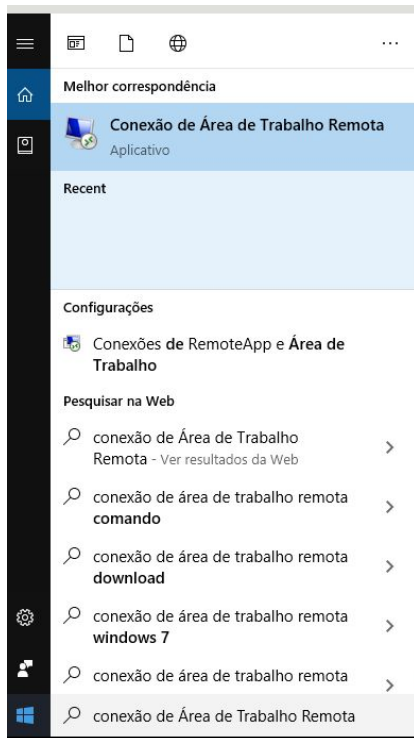 ...
Melhor correspondência
Conexão de Área de Trabalho Remota
Aplicativo
Recent
Configurações
Conexões de RemoteApp e Área de
Trabalho
Pesquisar na Web
conexão de Área de Trabalho
Remota - Ver resultados da Web
conexão de área de trabalho remota
comando
conexão de área de trabalho remota
download
conexão de área de trabalho remota
windows 7
conexão de área de trabalho remota
conexão de Área de Trabalho Remota